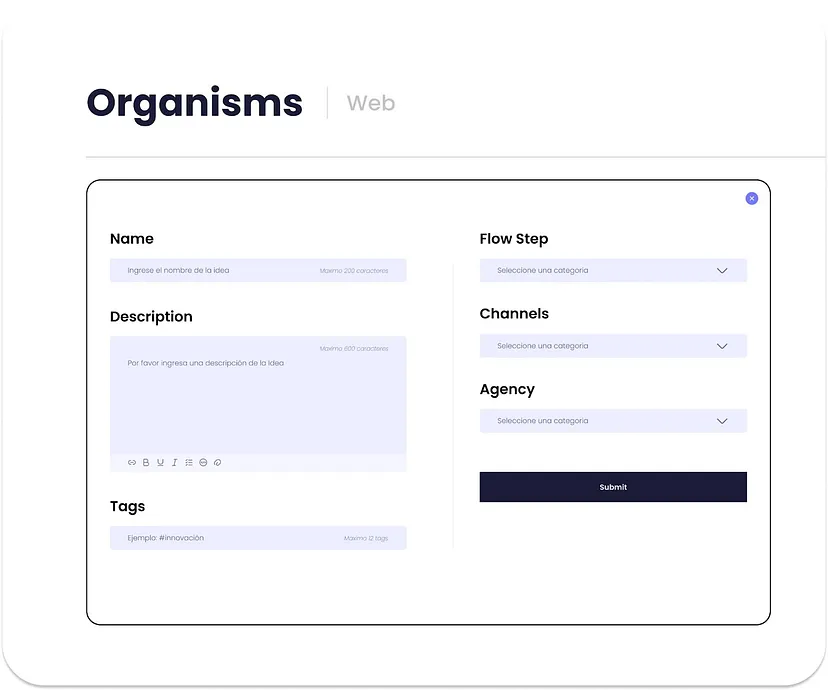 Organisms
Web
Name
Ingrese el nombre de la idea
Maximo 200 caracteres
Description
Maximo 600 caracteres
Por favor ingresa una descripción de la idea
B U I
Tags
Ejemplo: #innovación
Maximo 12 tags
Flow Step
Seleccione una categoria
Channels
Seleccione una categoria
Agency
Seleccione una categoria
Submit